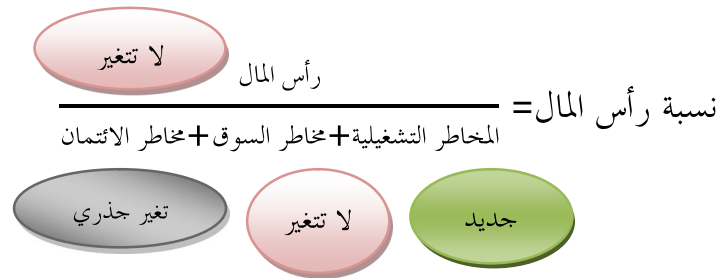 لا تتغير
رأس المال
نسبة رأس المال=
المخاطر التشغيلية+مخاطر السوق+مخاطر الائتمان
جديد
لا تتغير
تغير جذري